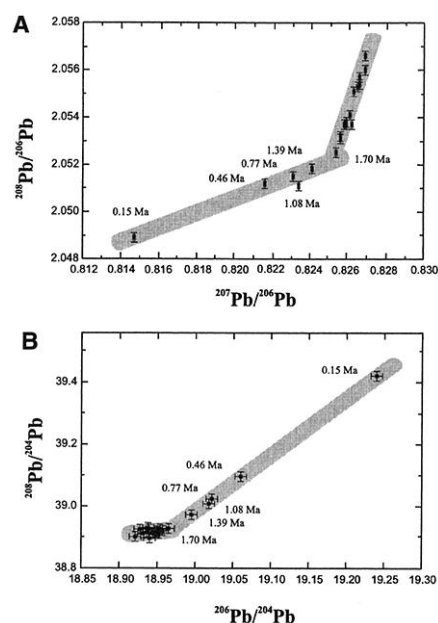 A
2.058
2.056
2.054
2.052
2.050
2.048
208Pb/206Pb
1.39 Ma
0.77 Ma
0.46 Ma
1.70 Ma
1.08 Ma
0.15 Ma
0.812 0.814 0.816 0.818 0.820 0.822 0.824 0.826 0.828 0.830
207Pb/206Pb
B
39.4
39.2
39.0
38.8
208Pb/204Pb
0.15 Ma
0.46 Ma
0.77 Ma
1.08 Ma
1.39 Ma
1.70 Ma
18.85 18.90 18.95 19.00 19.05 19.10 19.15 19.20 19.25 19.30
206Pb/204Pb